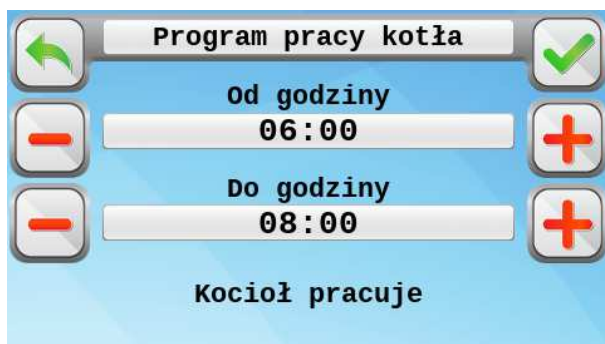 Program pracy kotła
Od godziny
06:00
Do godziny
08:00
Kocioł pracuje